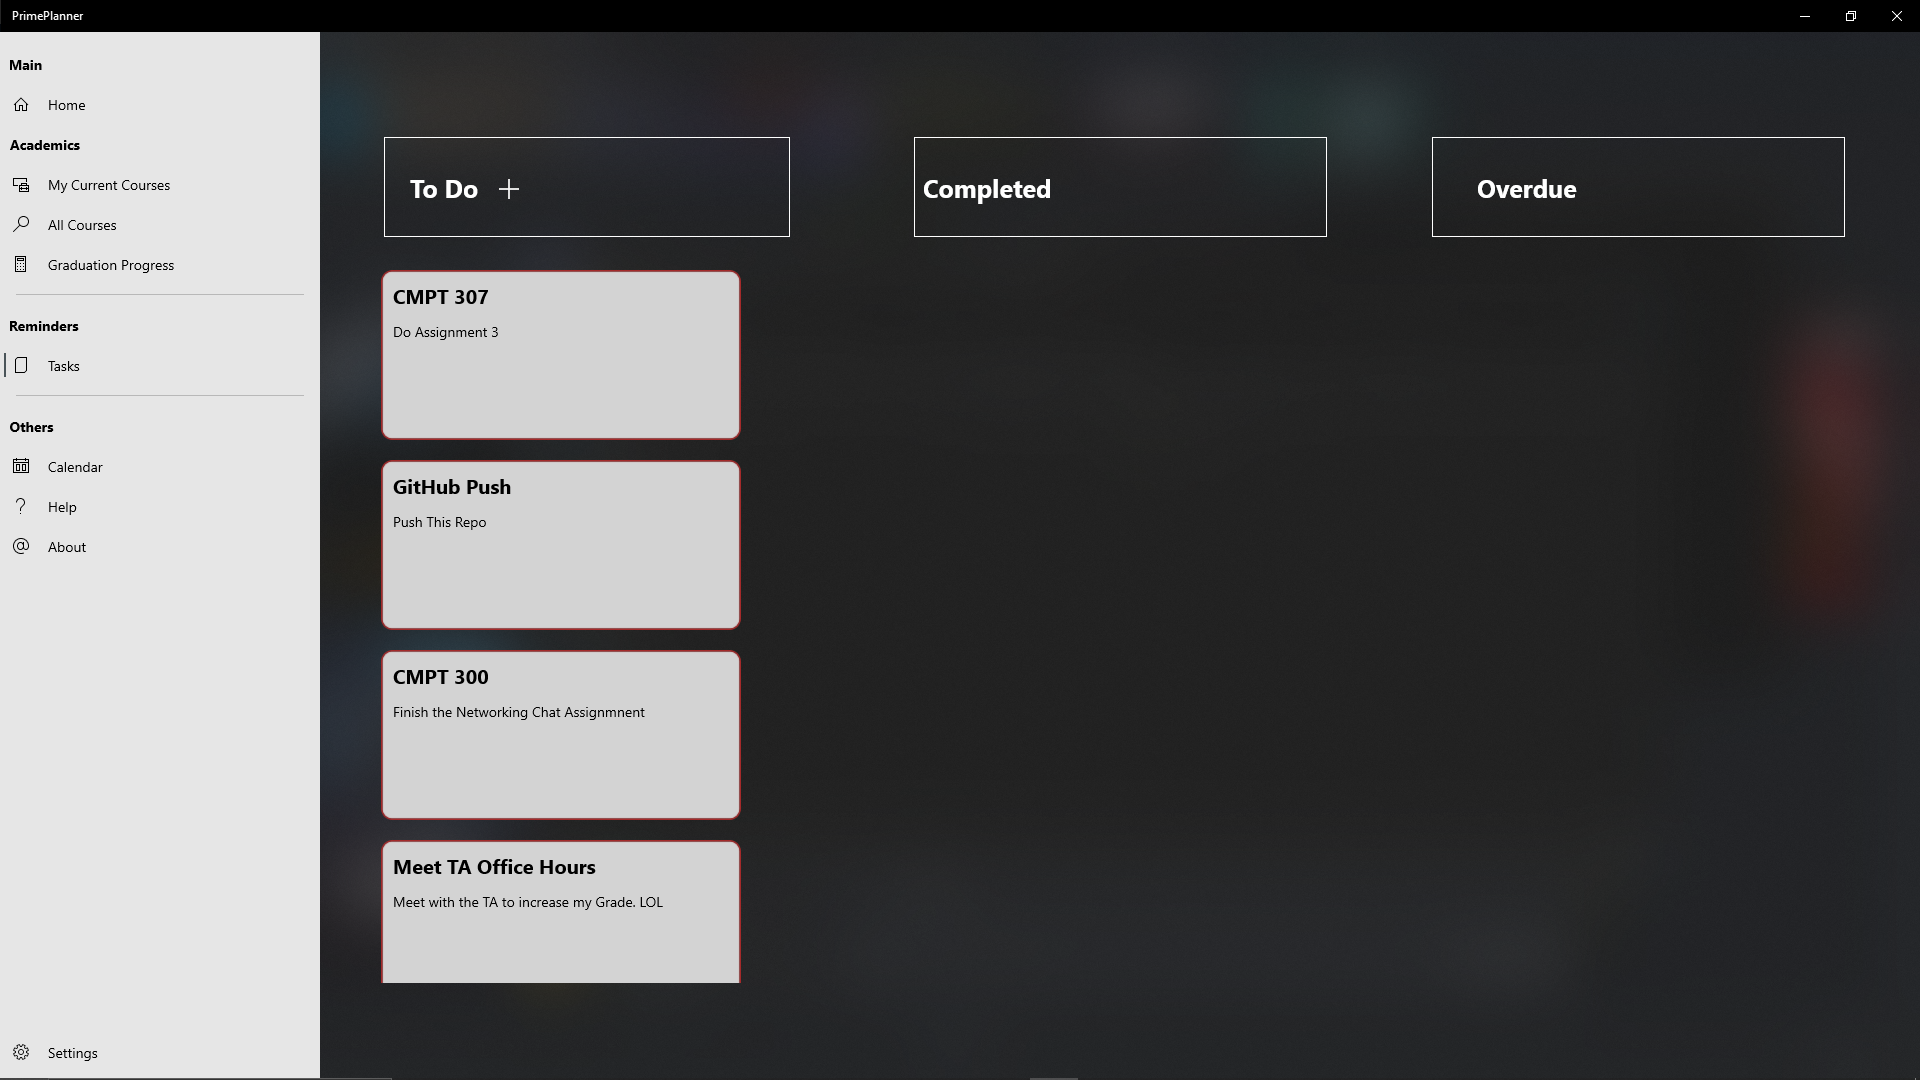 PrimePlanner
Main
Home
Academics
My Current Courses
All Courses
Graduation Progress
Reminders
Tasks
Others
Calendar
Help
About
Settings
To Do
Completed
Overdue
CMPT 307
Do Assignment 3
GitHub Push
Push This Repo
CMPT 300
Finish the Networking Chat Assignmnent
Meet TA Office Hours
Meet with the TA to increase my Grade. LOL